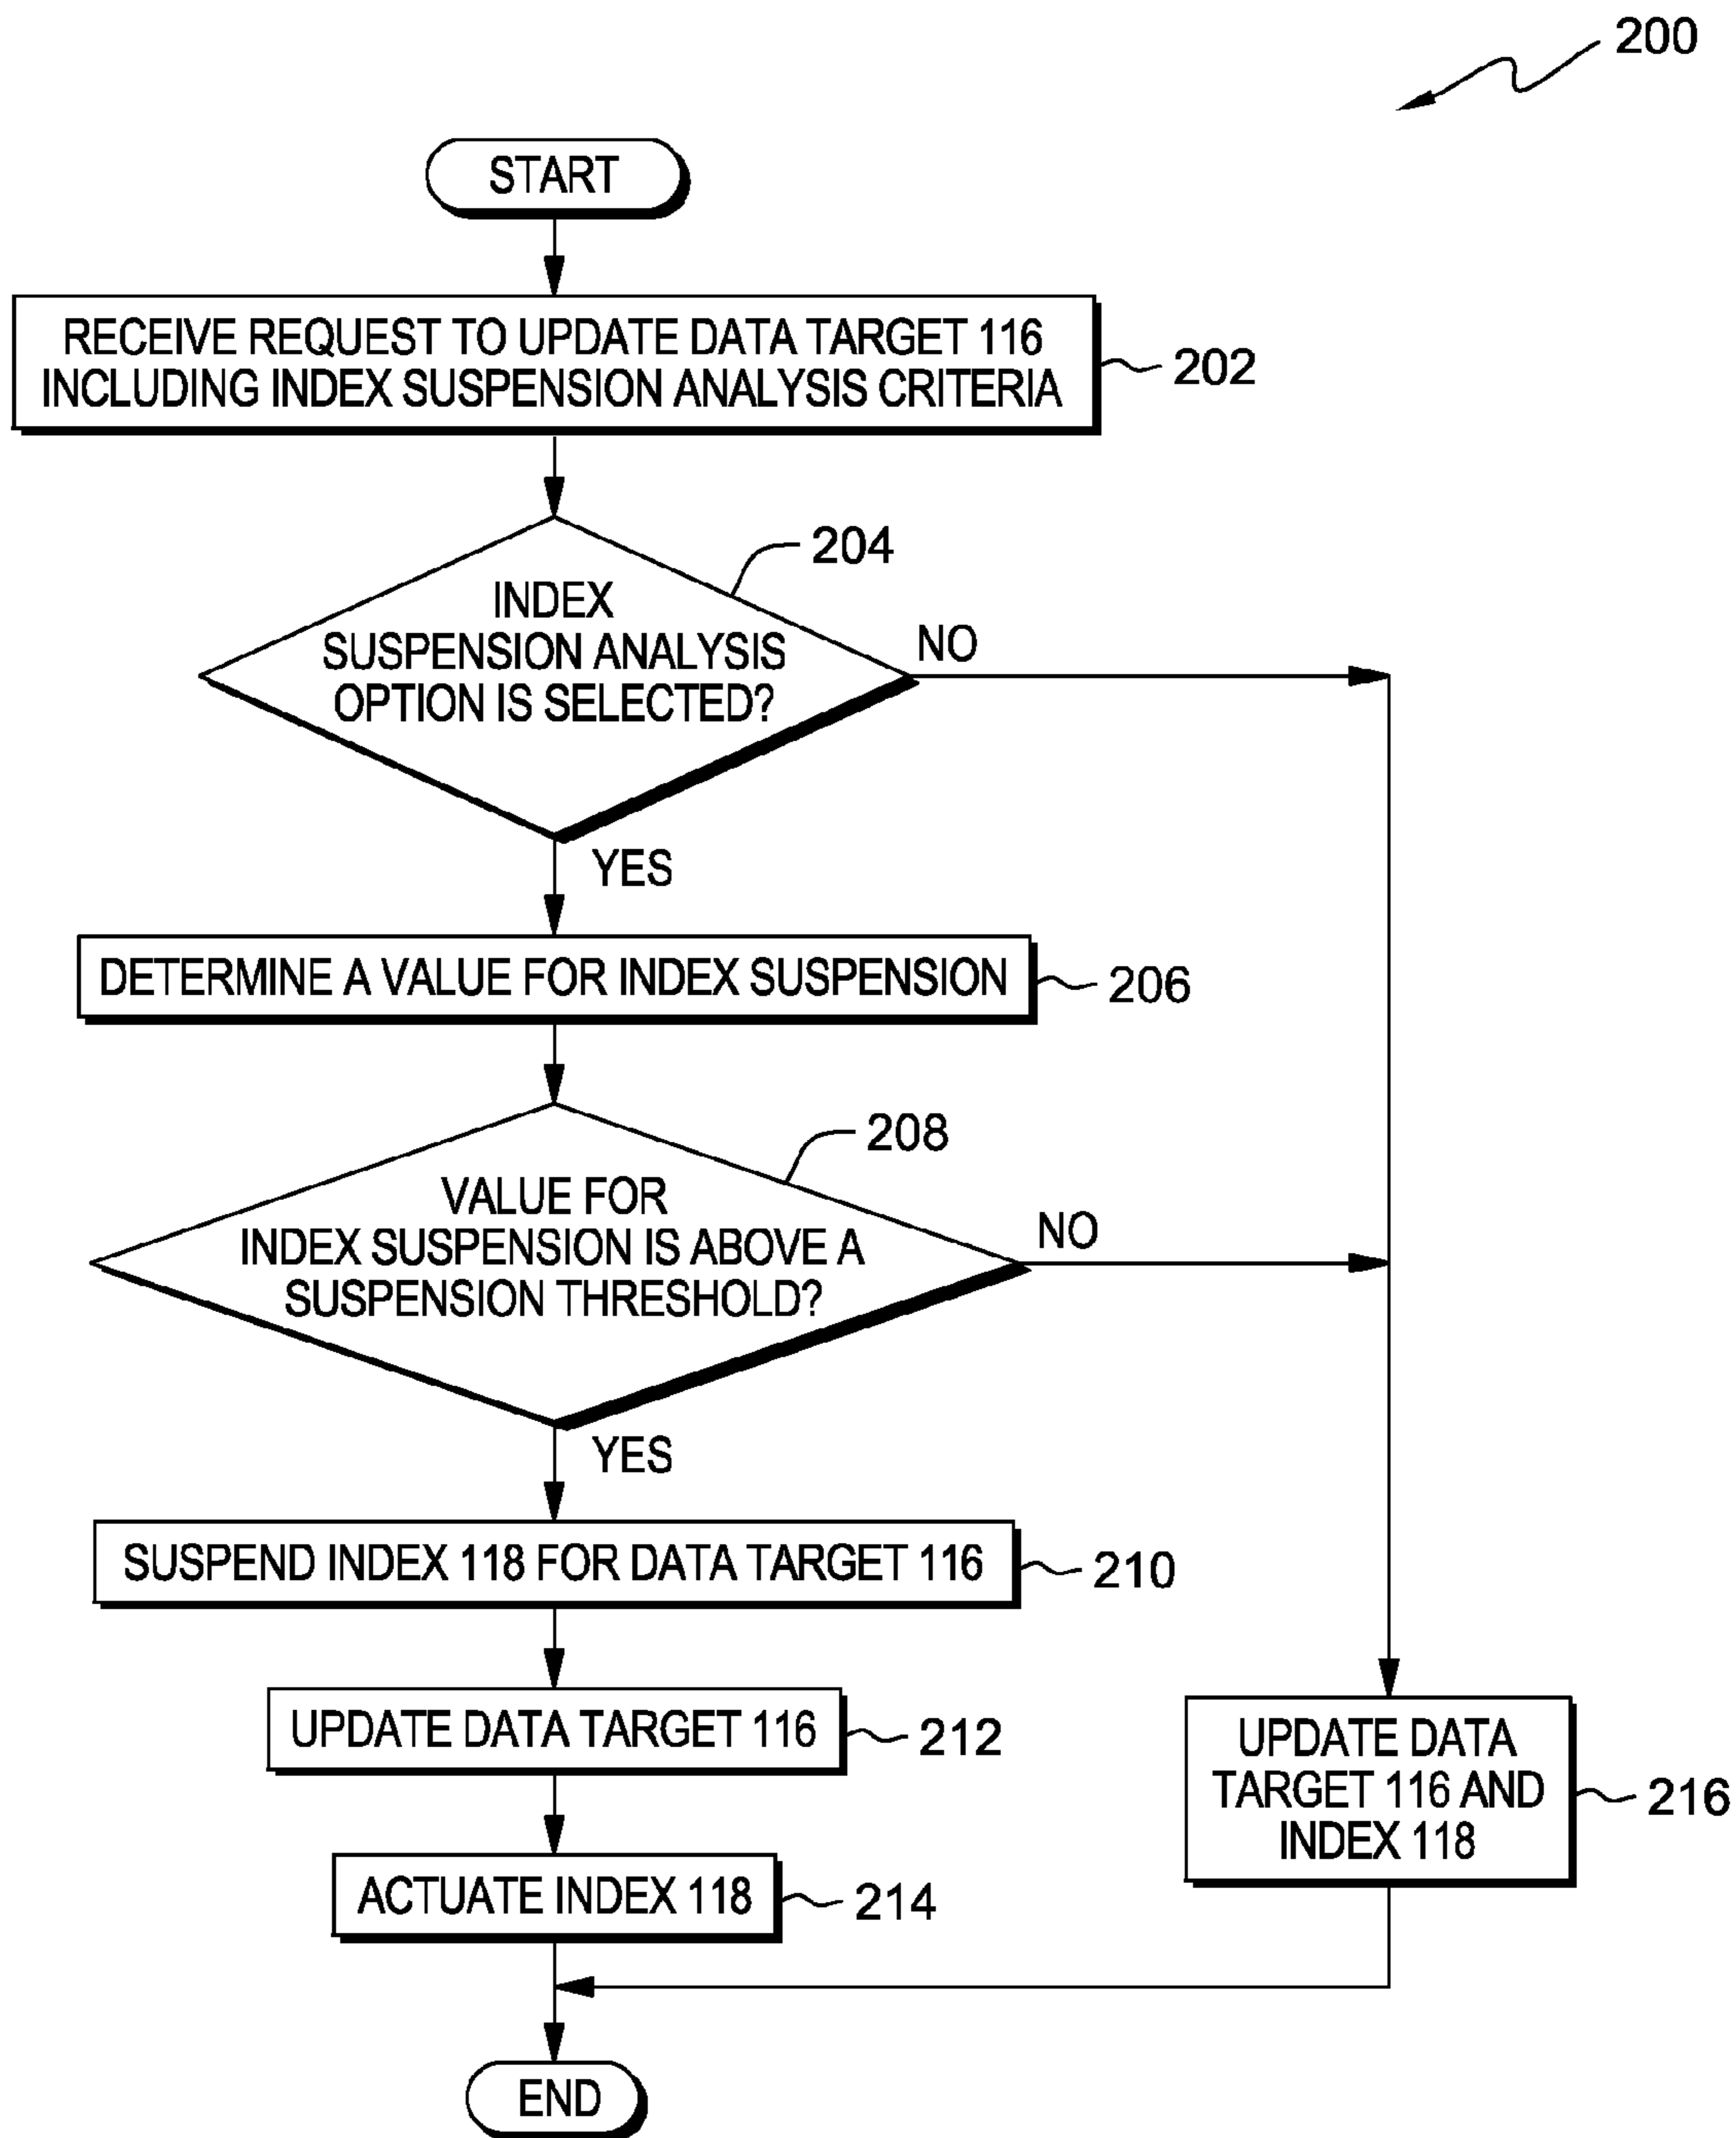 200
START
RECEIVE REQUEST TO UPDATE DATA TARGET 116
INCLUDING INDEX SUSPENSION ANALYSIS CRITERIA
202
204
INDEX
SUSPENSION ANALYSIS
OPTION IS SELECTED?
NO
YES
DETERMINE A VALUE FOR INDEX SUSPENSION
206
208
VALUE FOR
INDEX SUSPENSION IS ABOVE A
SUSPENSION THRESHOLD?
NO
YES
SUSPEND INDEX 118 FOR DATA TARGET 116
210
UPDATE DATA TARGET 116
212
UPDATE DATA
TARGET 116 AND
INDEX 118
216
ACTUATE INDEX 118
214
END